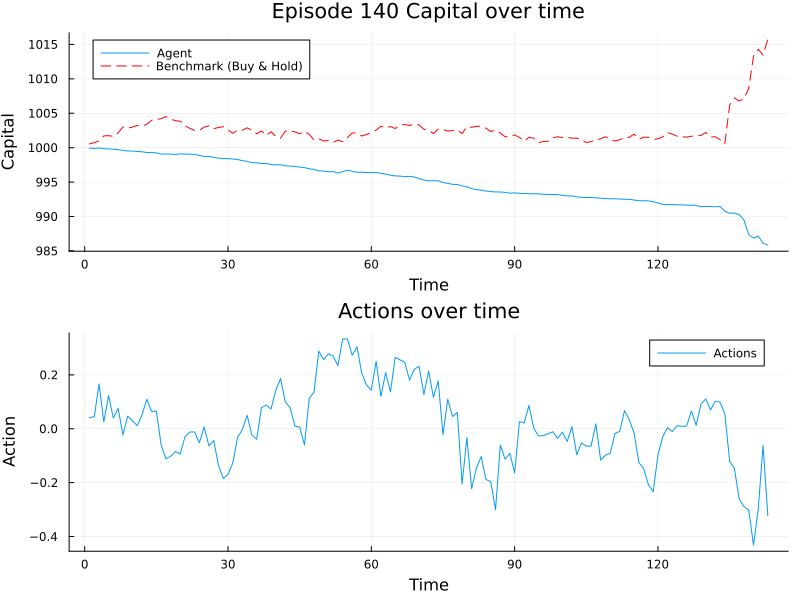 Episode 140 Capital over time
Capital
1015
1010
1005
1000
995
990
985
Agent
Benchmark (Buy & Hold)
0 30 60 90 120
Time
Actions over time
Action
0.2
0.0
−0.2
−0.4
Actions
0 30 60 90 120
Time